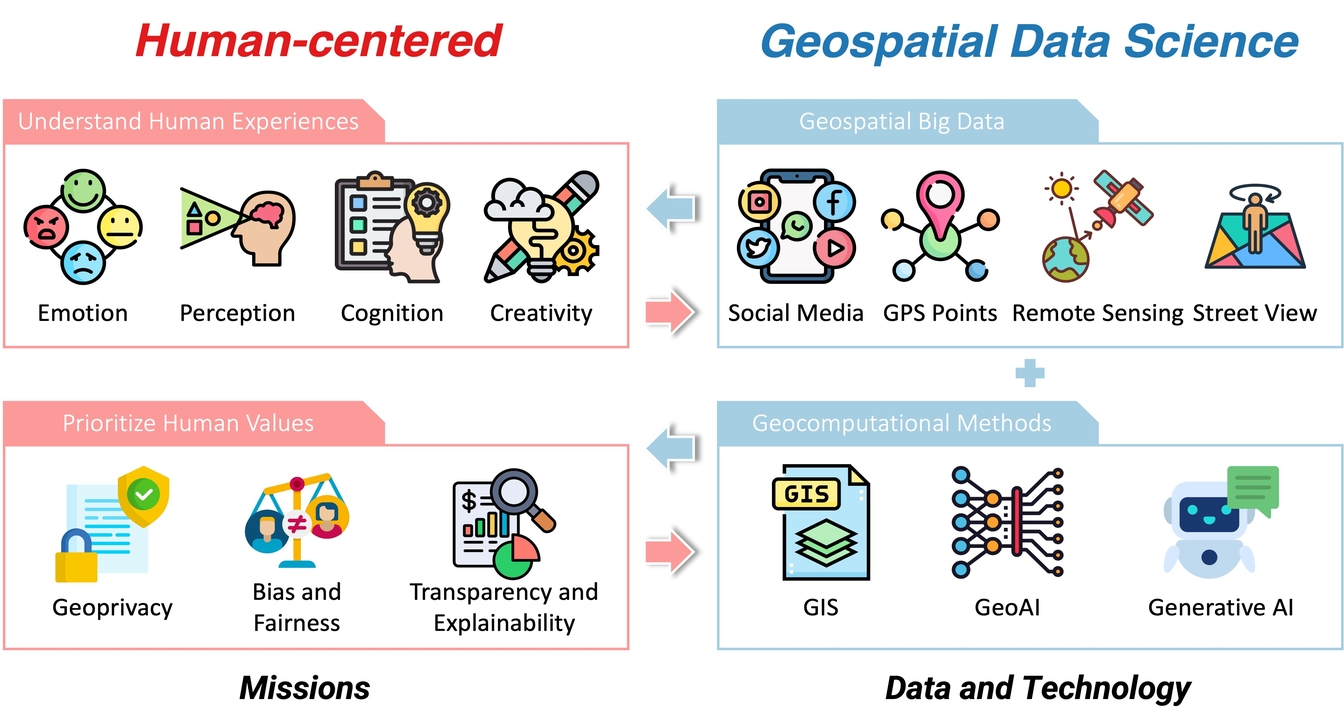 Human-centered
Geospatial Data Science
Understand Human Experiences
Emotion
Perception
Cognition
Creativity
Geospatial Big Data
Social Media
GPS Points
Remote Sensing
Street View
Prioritize Human Values
Geoprivacy
Bias and
Fairness
$
Transparency and
Explainability
Geocomputational Methods
GIS
GIS
GeoAI
Generative AI
Missions
Data and Technology